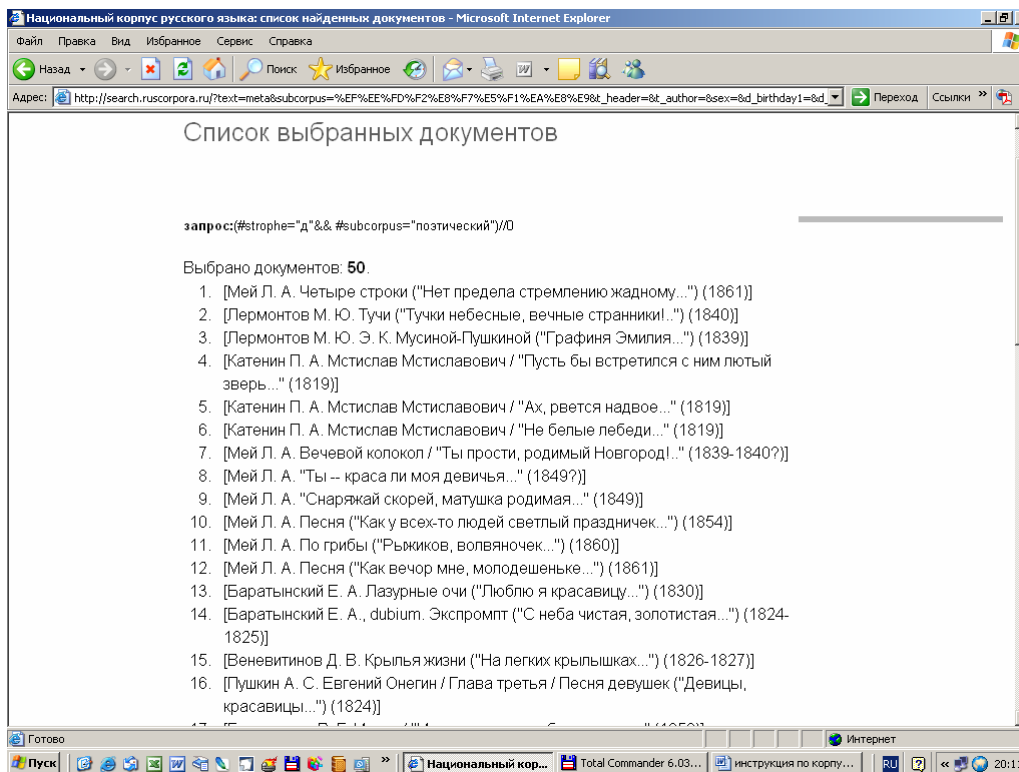 Национальный корпус русского языка: список найденных документов - Microsoft Internet Explorer
Файл Правка Вид Избранное Сервис Справка
Назад Поиск Избранное
Адрес: http://search.ruscorpora.ru/?text=meta&subcorpus=%EF%EE%FD%F2%E8%F7%E5%F1%EA%E8%E9&t_header=&t_author=&sex=&d_birthday1=&d_ Переход Ссылки »
Список выбранных документов
запрос:(#strophe="д"&& #subcorpus="поэтический")//0
Выбрано документов: 50.
1. [Мей Л. А. Четыре строки ("Нет предела стремлению жадному...") (1861)]
2. [Лермонтов М. Ю. Тучи ("Тучки небесные, вечные странники!..") (1840)]
3. [Лермонтов М. Ю. Э. К. Мусиной-Пушкиной ("Графиня Эмилия...") (1839)]
4. [Катенин П. А. Мстислав Мстиславович / "Пусть бы встретился с ним лютый
зверь..." (1819)]
5. [Катенин П. А. Мстислав Мстиславович / "Ах, рвется надвое..." (1819)]
6. [Катенин П. А. Мстислав Мстиславович / "Не белые лебеди..." (1819)]
7. [Мей Л. А. Вечевой колокол / "Ты прости, родимый Новгород!.." (1839-1840?)]
8. [Мей Л. А. "Ты -- краса ли моя девичья..." (1849?)]
9. [Мей Л. А. "Снаряжай скорей, матушка родимая..." (1849)]
10. [Мей Л. А. Песня ("Как у всех-то людей светлый праздничек...") (1854)]
11. [Мей Л. А. По грибы ("Рыжиков, волвяночек...") (1860)]
12. [Мей Л. А. Песня ("Как вечор мне, молодешеньке...") (1861)]
13. [Баратынский Е. А. Лазурные очи ("Люблю я красавицу...") (1830)]
14. [Баратынский Е. А., dubium. Экспромпт ("С неба чистая, золотистая...") (1824-
1825)]
15. [Веневитинов Д. В. Крылья жизни ("На легких крылышках...") (1826-1827)]
16. [Пушкин А. С. Евгений Онегин / Глава третья / Песня девушек ("Девицы,
красавицы...") (1824)]
Готово Интернет
Пуск » Национальный кор... Total Commander 6.03... инструкция по корпу... RU « 20:11